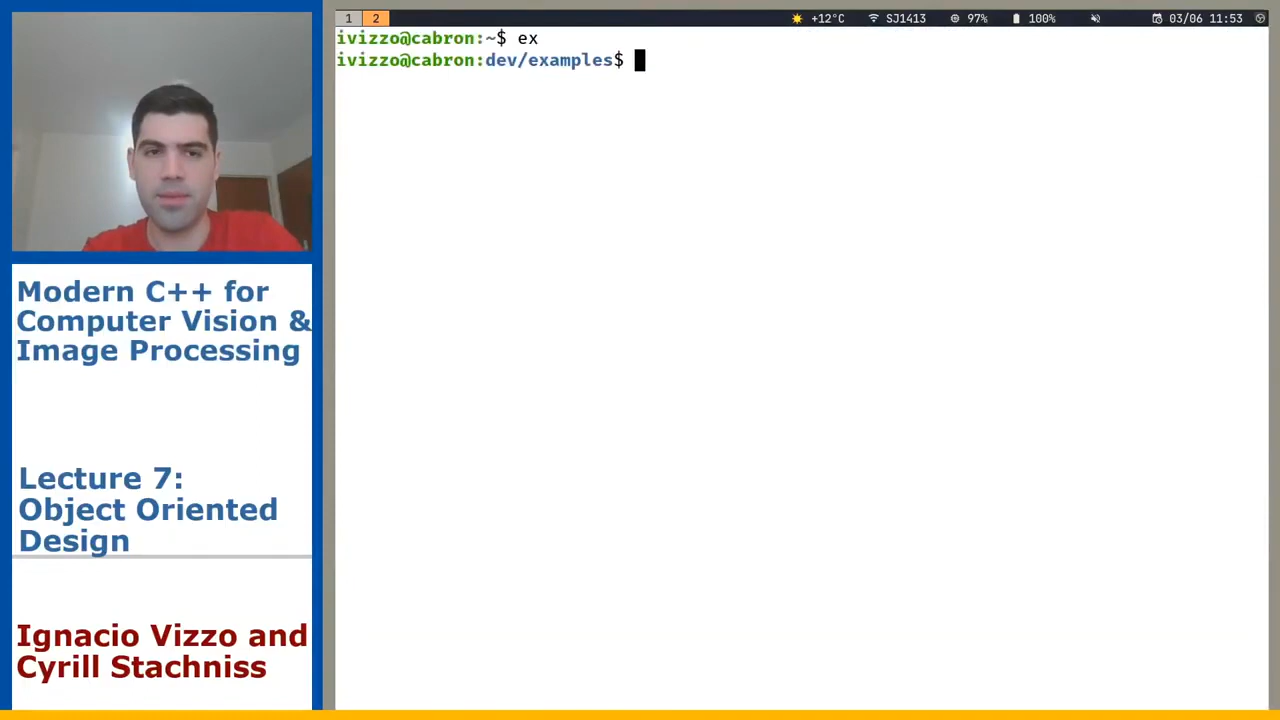 1 2 +12°C SJ1413 97% 100% 03/06 11:53
ivizzo@cabron:~$ ex
ivizzo@cabron:dev/examples$
Modern C++ for
Computer Vision &
Image Processing
Lecture 7:
Object Oriented
Design
Ignacio Vizzo and
Cyrill Stachniss